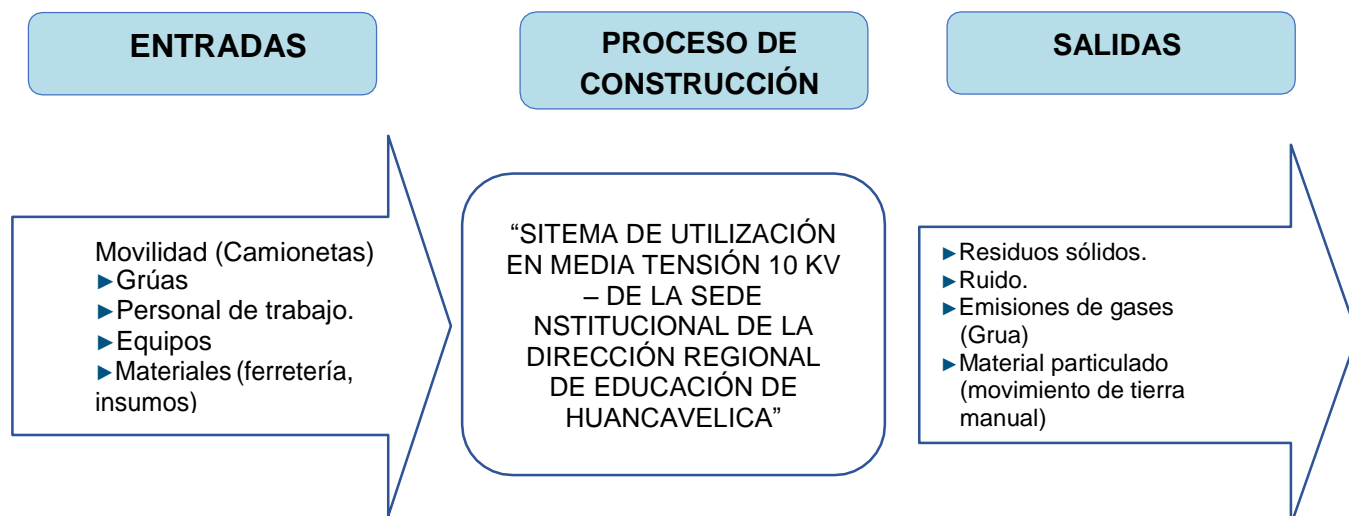 ENTRADAS
PROCESO DE
CONSTRUCCIÓN
SALIDAS
Movilidad (Camionetas)
►Grúas
►Personal de trabajo.
►Equipos
►Materiales (ferretería,
insumos)
“SITEMA DE UTILIZACIÓN
EN MEDIA TENSIÓN 10 KV
– DE LA SEDE
NSTITUCIONAL DE LA
DIRECCIÓN REGIONAL
DE EDUCACIÓN DE
HUANCAVELICA”
►Residuos sólidos.
►Ruido.
►Emisiones de gases
(Grua)
►Material particulado
(movimiento de tierra
manual)